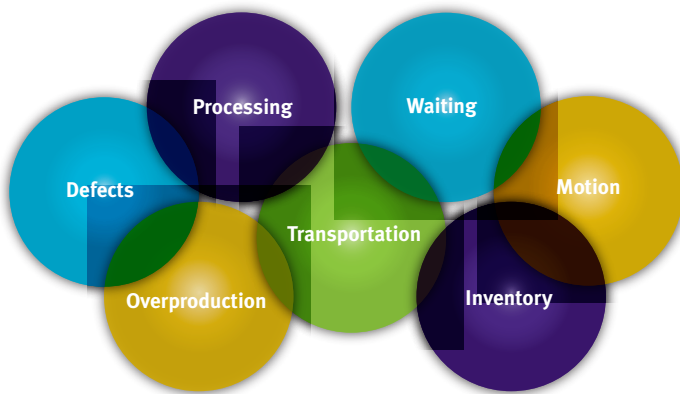 Processing
Waiting
Defects
Motion
Transportation
Overproduction
Inventory